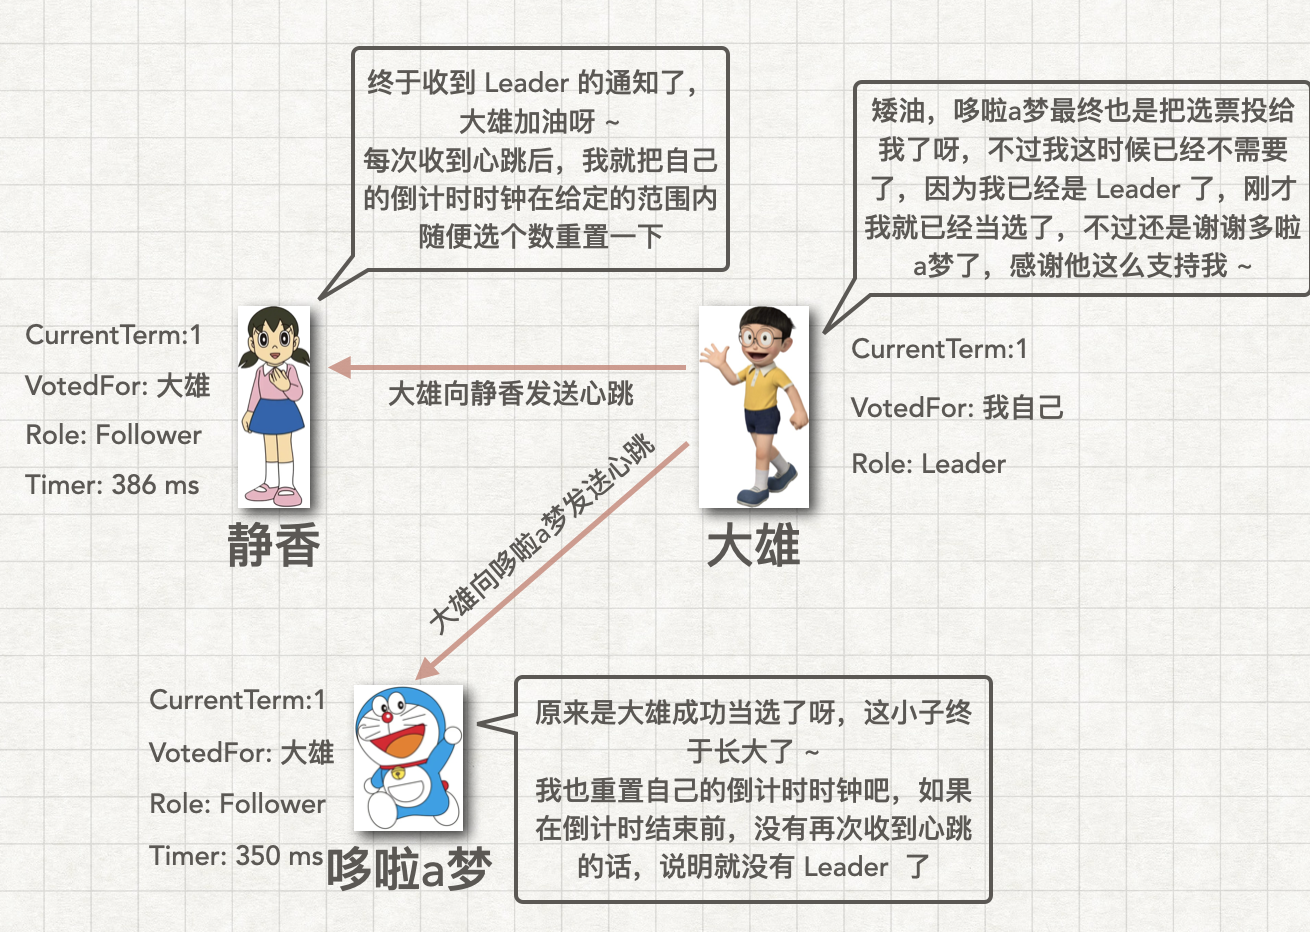 终于收到 Leader 的通知了，
大雄加油呀 ~
每次收到心跳后，我就把自己
的倒计时时钟在给定的范围内
随便选个数重置一下
矮油，哆啦a梦最终也是把选票投给
我了呀，不过我这时候已经不需要
了，因为我已经是 Leader 了，刚才
我就已经当选了，不过还是谢谢多啦
a梦了，感谢他这么支持我 ~
CurrentTerm:1
VotedFor: 大雄
Role: Follower
Timer: 386 ms
静香
大雄向静香发送心跳
大雄向哆啦a梦发送心跳
CurrentTerm:1
VotedFor: 我自己
Role: Leader
大雄
CurrentTerm:1
VotedFor: 大雄
Role: Follower
Timer: 350 ms
哆啦a梦
原来是大雄成功当选了呀，这小子终
于长大了 ~
我也重置自己的倒计时时钟吧，如果
在倒计时结束前，没有再次收到心跳
的话，说明就没有 Leader 了